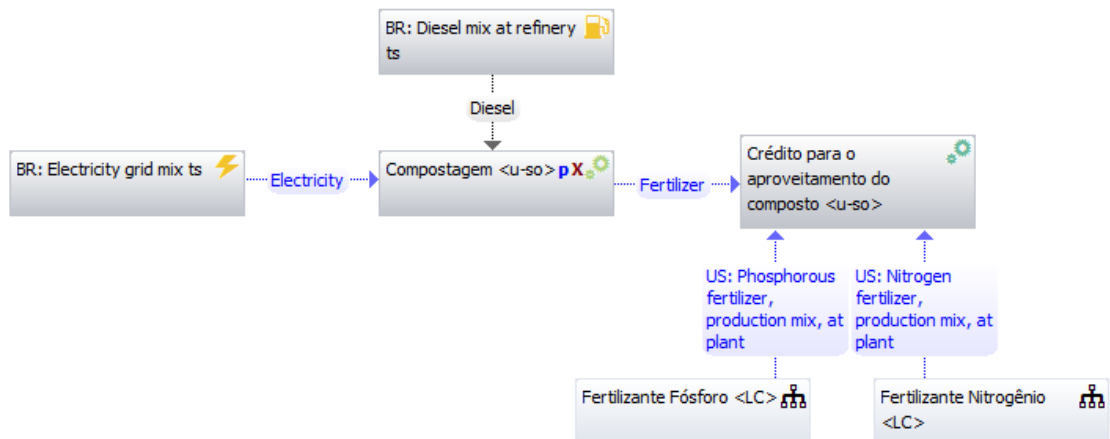 BR: Diesel mix at refinery
ts
Diesel
BR: Electricity grid mix ts
Electricity
Compostagem <u-so> p X
Fertilizer
Crédito para o
aproveitamento do
composto <u-so>
US: Phosphorous
fertilizer,
production mix, at
plant
US: Nitrogen
fertilizer,
production mix, at
plant
Fertilizante Fósforo <LC>
Fertilizante Nitrogênio
<LC>